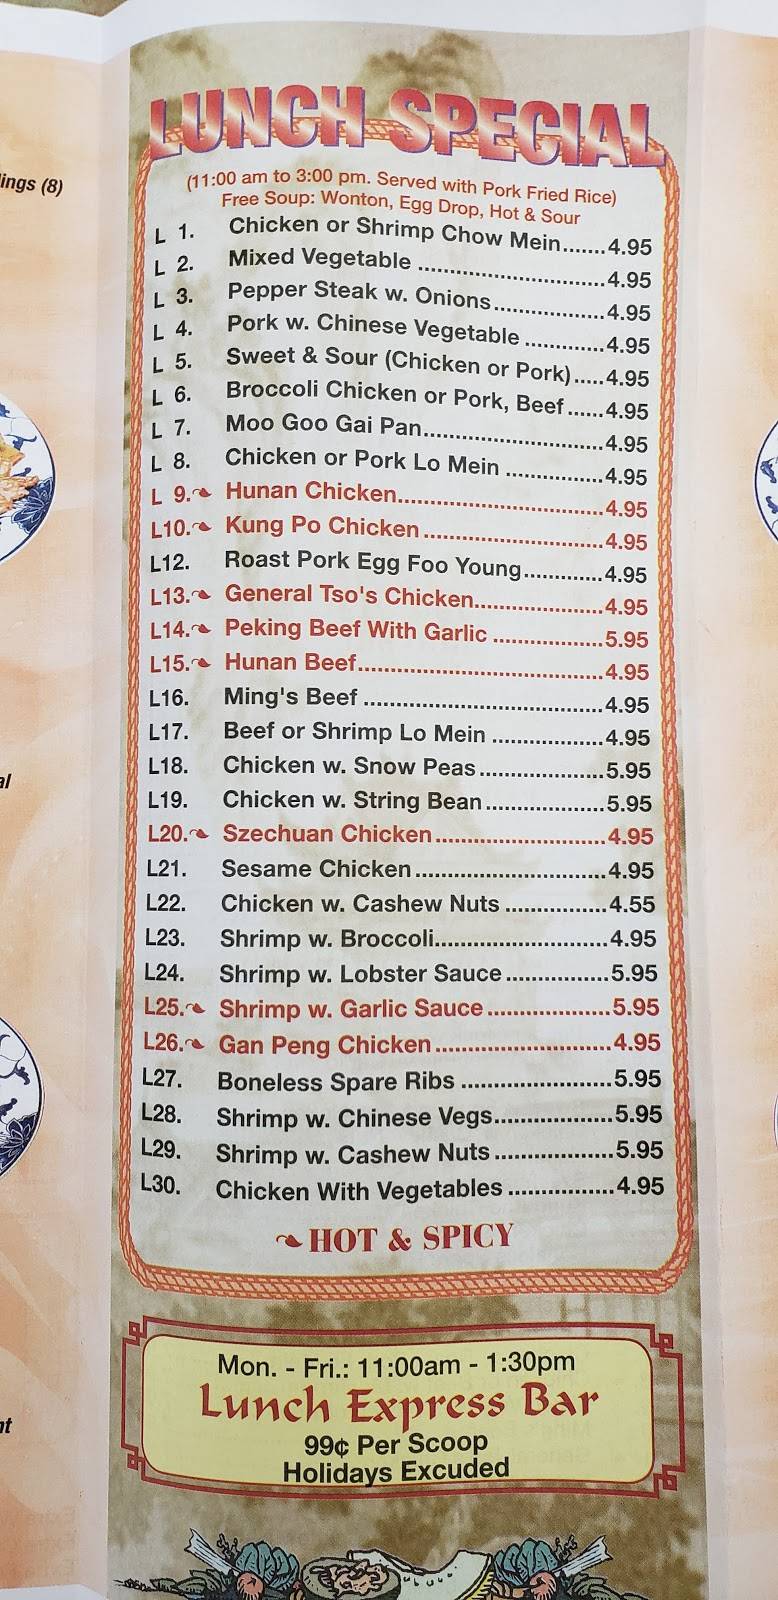 LUNCH SPECIAL
(11:00 am to 3:00 pm. Served with Pork Fried Rice)
Free Soup: Wonton, Egg Drop, Hot & Sour
L 1. Chicken or Shrimp Chow Mein.......4.95
L 2. Mixed Vegetable ............................4.95
L 3. Pepper Steak w. Onions.................4.95
L 4. Pork w. Chinese Vegetable ............4.95
L 5. Sweet & Sour (Chicken or Pork).....4.95
L 6. Broccoli Chicken or Pork, Beef......4.95
L 7. Moo Goo Gai Pan...........................4.95
L 8. Chicken or Pork Lo Mein ...............4.95
L 9. Hunan Chicken...............................4.95
L10. Kung Po Chicken ...........................4.95
L12. Roast Pork Egg Foo Young............4.95
L13. General Tso's Chicken...................4.95
L14. Peking Beef With Garlic ................5.95
L15. Hunan Beef.....................................4.95
L16. Ming's Beef ....................................4.95
L17. Beef or Shrimp Lo Mein .................4.95
L18. Chicken w. Snow Peas...................5.95
L19. Chicken w. String Bean..................5.95
L20. Szechuan Chicken..........................4.95
L21. Sesame Chicken.............................4.95
L22. Chicken w. Cashew Nuts ...............4.55
L23. Shrimp w. Broccoli..........................4.95
L24. Shrimp w. Lobster Sauce................5.95
L25. Shrimp w. Garlic Sauce...................5.95
L26. Gan Peng Chicken...........................4.95
L27. Boneless Spare Ribs .......................5.95
L28. Shrimp w. Chinese Vegs..................5.95
L29. Shrimp w. Cashew Nuts..................5.95
L30. Chicken With Vegetables ................4.95
HOT & SPICY
Mon. - Fri.: 11:00am - 1:30pm
Lunch Express Bar
99¢ Per Scoop
Holidays Excuded
ings (8)